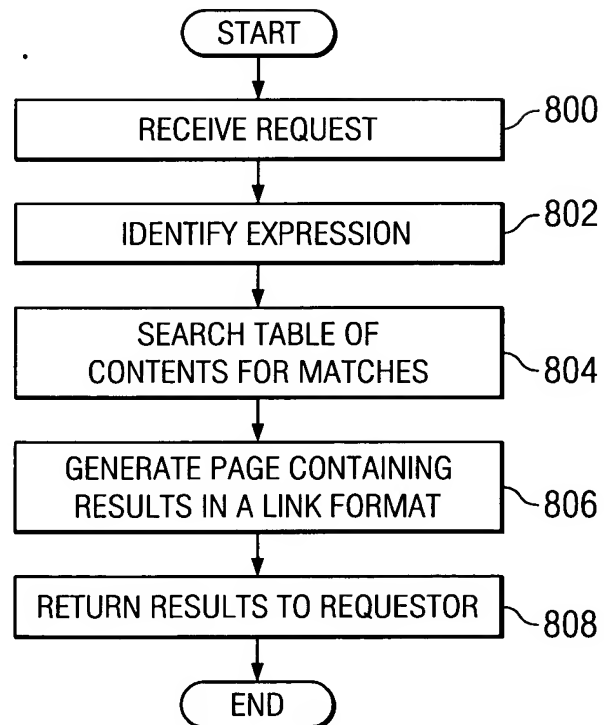 START
RECEIVE REQUEST
800
IDENTIFY EXPRESSION
802
SEARCH TABLE OF
CONTENTS FOR MATCHES
804
GENERATE PAGE CONTAINING
RESULTS IN A LINK FORMAT
806
RETURN RESULTS TO REQUESTOR
808
END